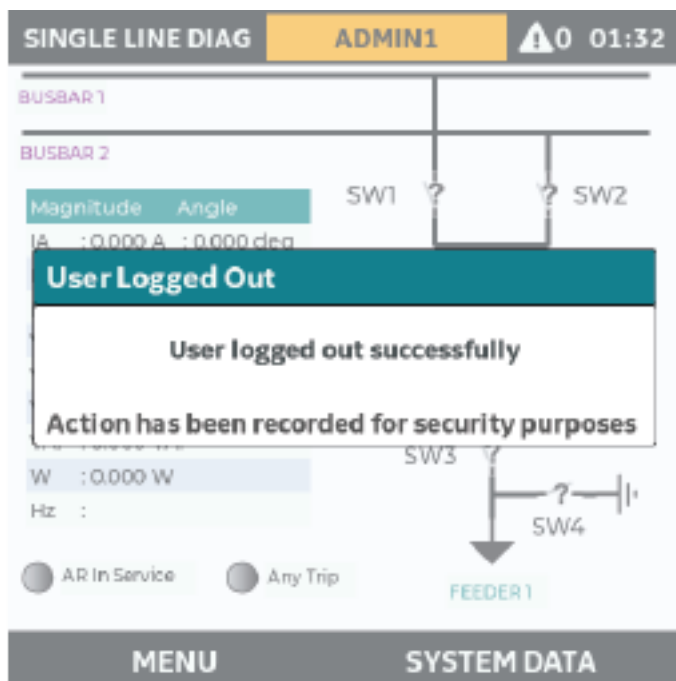 SINGLE LINE DIAG ADMIN1 0 01:32
BUSBAR 1
BUSBAR 2
SW1 ? ? SW2
Magnitude Angle
IA : 0.000 A : 0.000 deg
User Logged Out
User logged out successfully
Action has been recorded for security purposes
SW3 ?
W : 0.000 W
Hz :
?
SW4
AR In Service Any Trip
FEEDER 1
MENU SYSTEM DATA